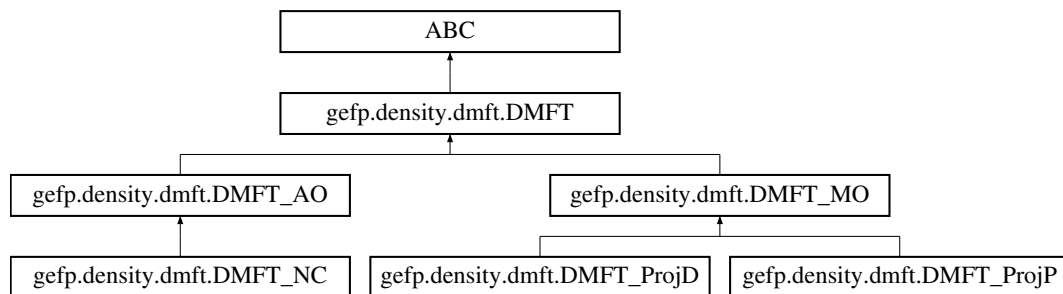 ABC
gefp.density.dmft.DMFT
gefp.density.dmft.DMFT_AO
gefp.density.dmft.DMFT_MO
gefp.density.dmft.DMFT_NC
gefp.density.dmft.DMFT_ProjD
gefp.density.dmft.DMFT_ProjP